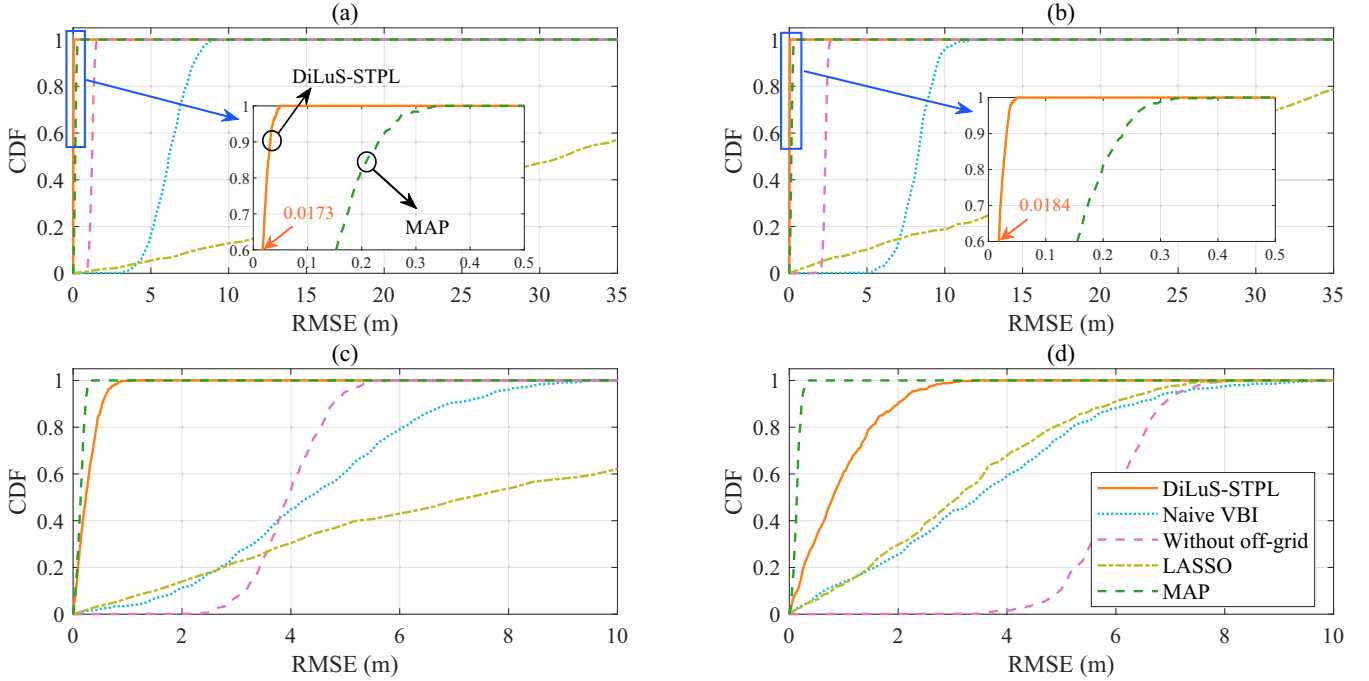 (a)
1
0.8
0.6
0.4
0.2
0
CDF
DiLuS-STPL
MAP
0.0173
1
0.9
0.8
0.7
0.6
0 0.1 0.2 0.3 0.4 0.5
0 5 10 15 20 25 30 35
RMSE (m)
(b)
1
0.8
0.6
0.4
0.2
0
CDF
0.0184
1
0.9
0.8
0.7
0.6
0 0.1 0.2 0.3 0.4 0.5
0 5 10 15 20 25 30 35
RMSE (m)
(c)
1
0.8
0.6
0.4
0.2
0
CDF
0 2 4 6 8 10
RMSE (m)
(d)
1
0.8
0.6
0.4
0.2
0
CDF
DiLuS-STPL
Naive VBI
Without off-grid
LASSO
MAP
0 2 4 6 8 10
RMSE (m)